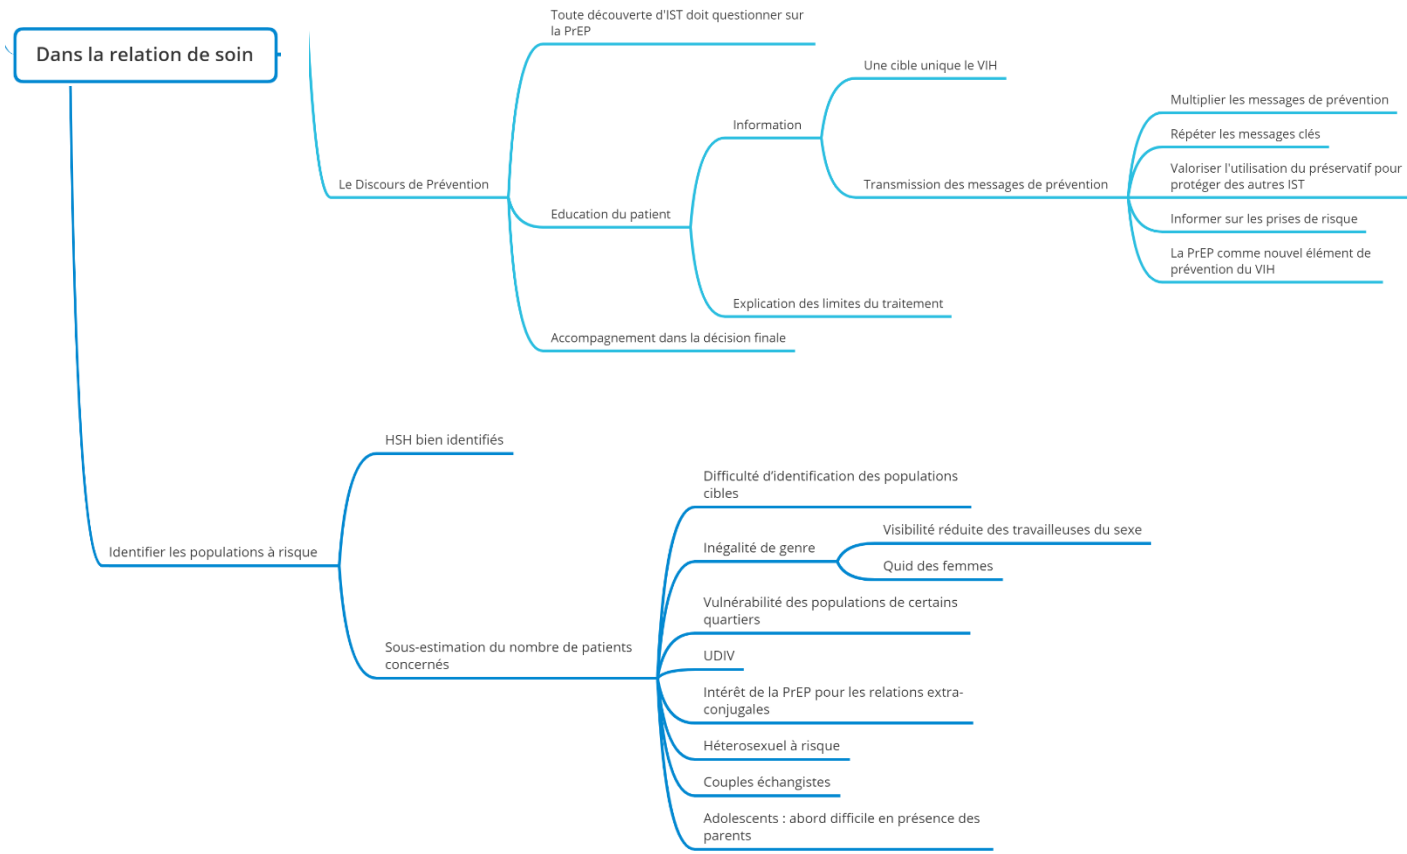 Dans la relation de soin
Le Discours de Prévention
Toute découverte d'IST doit questionner sur
la PrEP
Education du patient
Information
Une cible unique le VIH
Transmission des messages de prévention
Multiplier les messages de prévention
Répéter les messages clés
Valoriser l'utilisation du préservatif pour
protéger des autres IST
Informer sur les prises de risque
La PrEP comme nouvel élément de
prévention du VIH
Explication des limites du traitement
Accompagnement dans la décision finale
Identifier les populations à risque
HSH bien identifiés
Sous-estimation du nombre de patients
concernés
Difficulté d'identification des populations
cibles
Inégalité de genre
Visibilité réduite des travailleuses du sexe
Quid des femmes
Vulnérabilité des populations de certains
quartiers
UDIV
Intérêt de la PrEP pour les relations extra-
conjugales
Héterosexuel à risque
Couples échangistes
Adolescents : abord difficile en présence des
parents